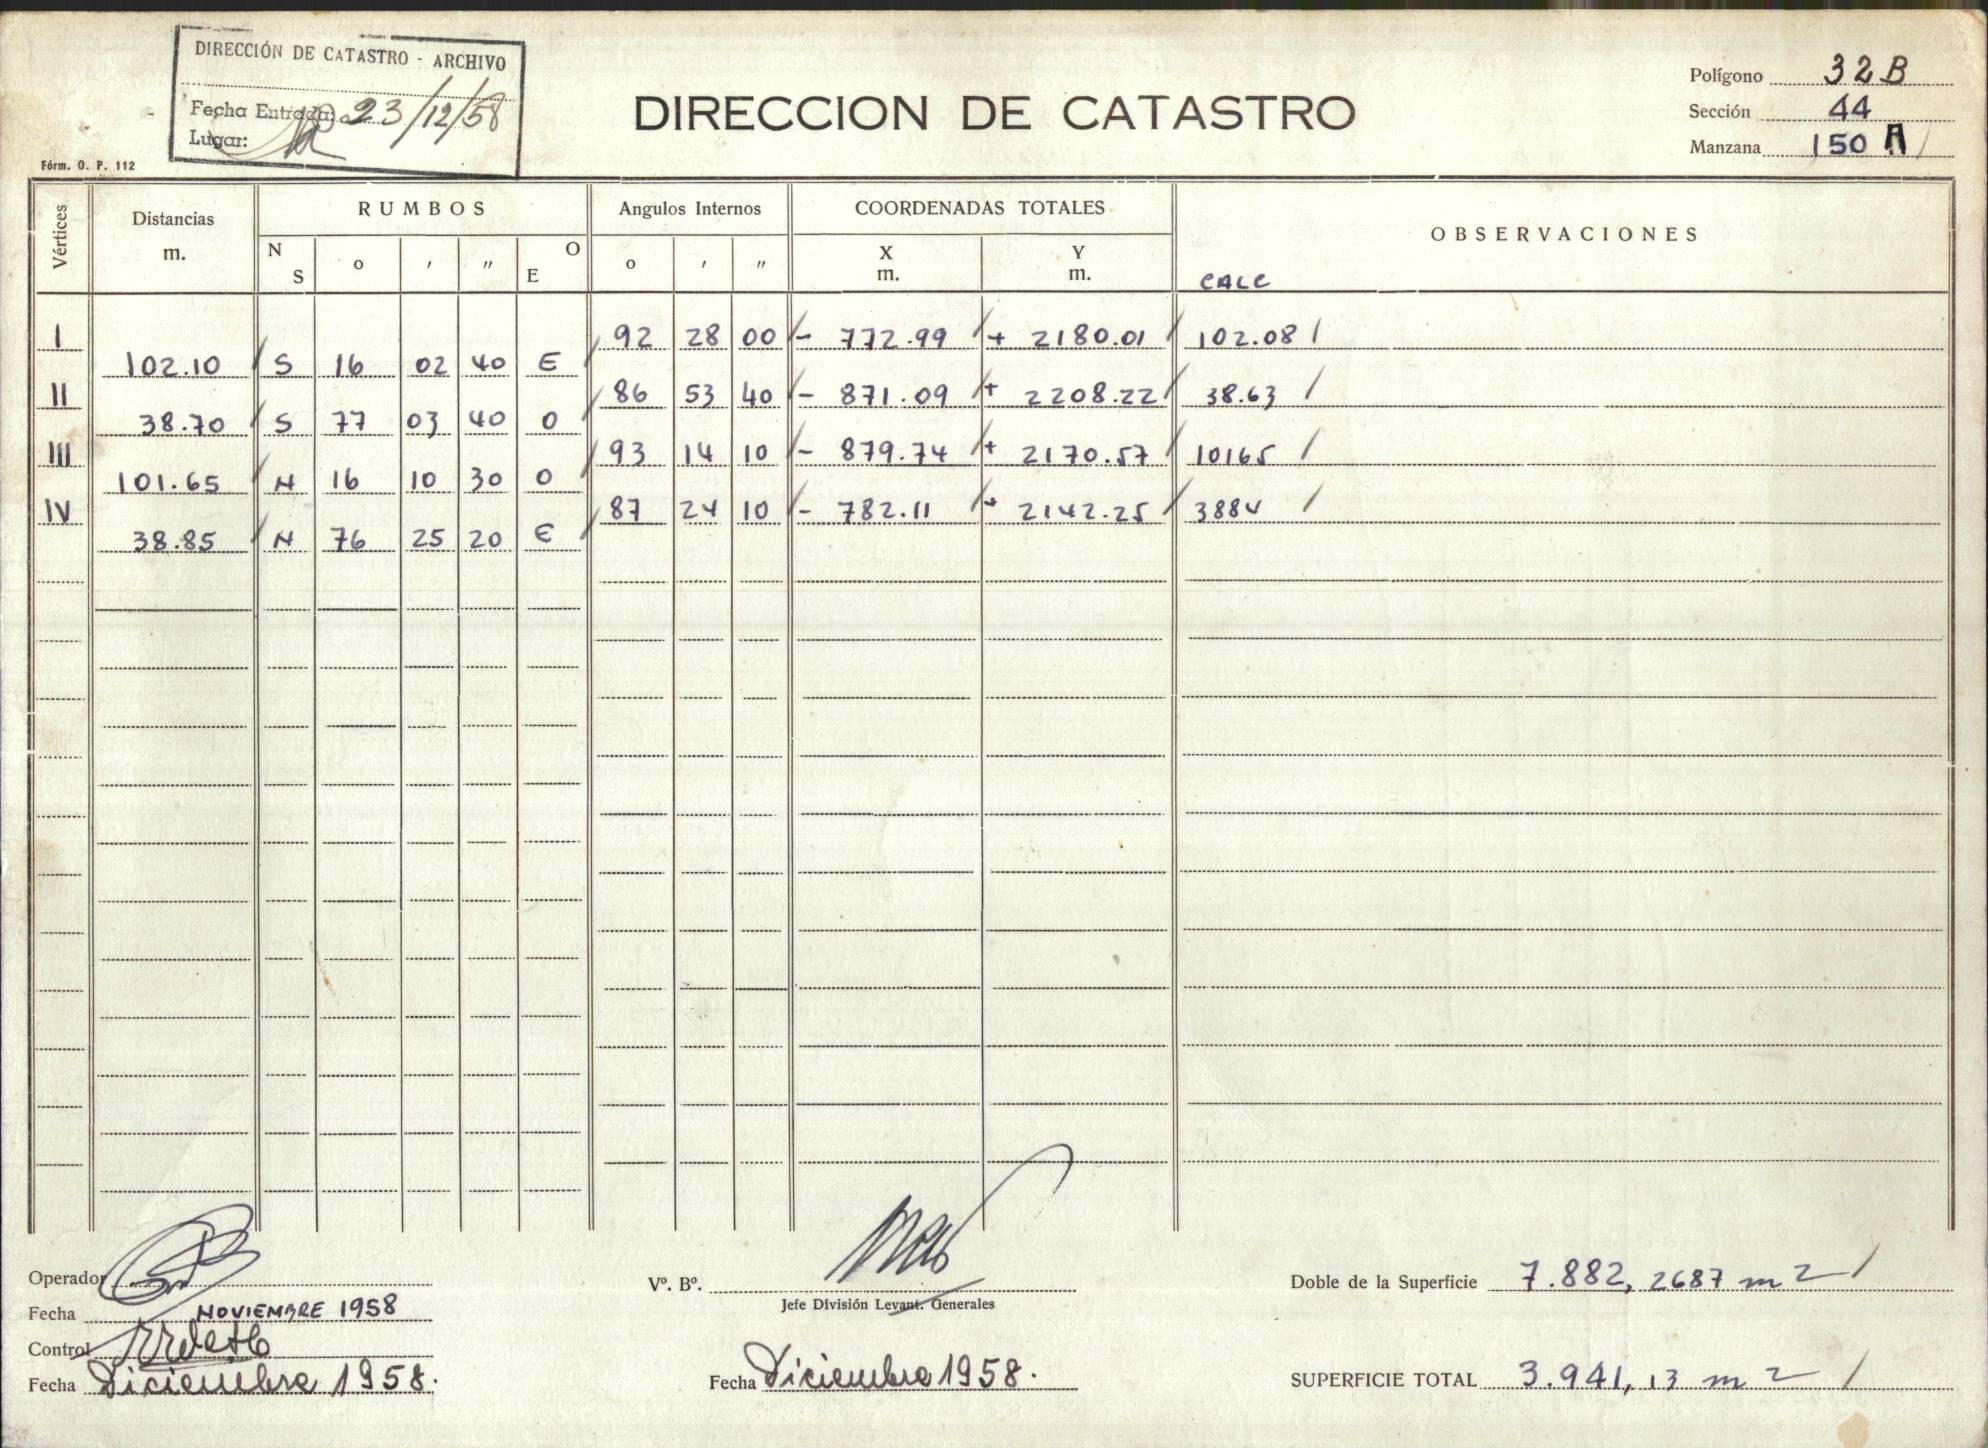 DIRECCIÓN DE CATASTRO - ARCHIVO
Fecha Entrada: 23/12/58
Lugar:
Fórm. O. P. 112
DIRECCION DE CATASTRO
Polígono 32 B
Sección 44
Manzana 150 A
Vértices Distancias m. RUMBOS Angulos Internos COORDENADAS TOTALES OBSERVACIONES
N S o ′ ″ O E o ′ ″ X m. Y m. CALC
I 92 28 00 - 772.99 + 2180.01 102.08
102.10 S 16 02 40 E
II 86 53 40 - 871.09 + 2208.22 38.63
38.70 S 77 03 40 O
III 93 14 10 - 879.74 + 2170.57 10165
101.65 N 16 10 30 O
IV 87 24 10 - 782.11 + 2142.25 3884
38.85 N 76 25 20 E
Operador
Fecha NOVIEMBRE 1958
Control
Fecha Diciembre 1958.
Vº. Bº.
Jefe División Levant. Generales
Fecha Diciembre 1958.
Doble de la Superficie 7.882,2687 m2
SUPERFICIE TOTAL 3.941,13 m2